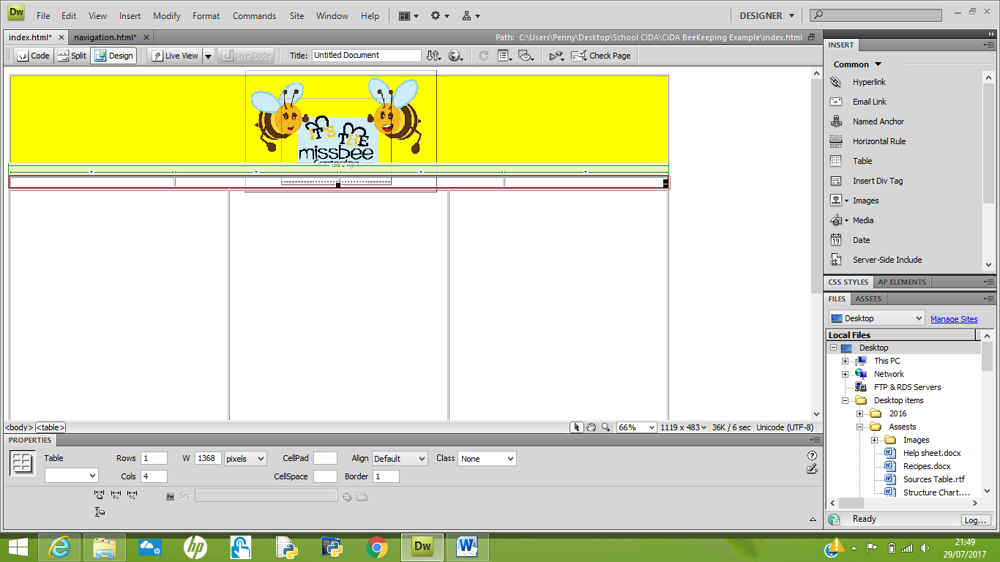 Dw File Edit View Insert Modify Format Commands Site Window Help DESIGNER
index.html* navigation.html* Path: C:\Users\Penny\Desktop\School CIDA\CiDA BeeKeeping Example\index.html
Code Split Design Live View Live Code Title: Untitled Document Check Page
IT'S THE
missbee
1368
<body> <table> 66% 1119 x 483 36K / 6 sec Unicode (UTF-8)
PROPERTIES
Table Rows 1 W 1368 pixels CellPad Align Default Class None
Cols 4 CellSpace Border 1
Fw Src
INSERT
Common
Hyperlink
Email Link
Named Anchor
Horizontal Rule
Table
Insert Div Tag
Images
Media
19 Date
Server-Side Include
CSS STYLES AP ELEMENTS
FILES ASSETS
Desktop Manage Sites
Local Files
Desktop
This PC
Network
FTP & RDS Servers
Desktop items
2016
Assests
Images
Help sheet.docx
Recipes.docx
Sources Table.rtf
Structure Chart....
Ready Log...
hp Dw W 21:49
29/07/2017